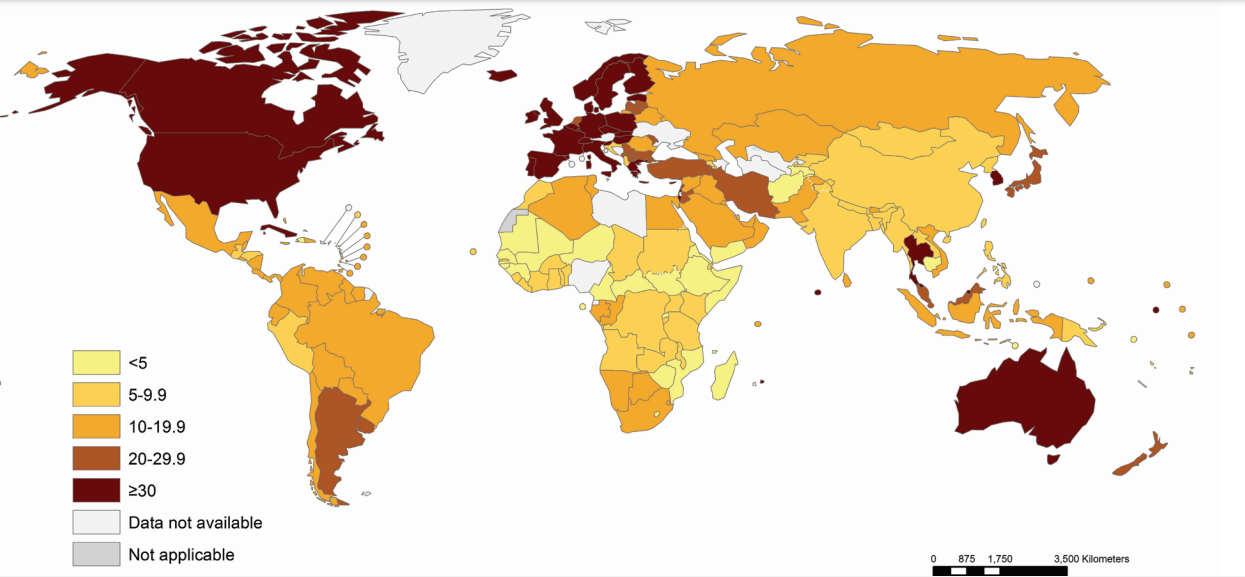 <5
5-9.9
10-19.9
20-29.9
≥30
Data not available
Not applicable
0 875 1,750 3,500 Kilometers